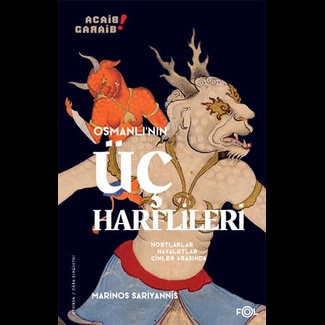 ACAİB
GARAİB!
OSMANLI'NIN
ÜÇ
HARFLİLERİ
HORTLAKLAR
HAYALETLER
CİNLER ARASINDA
MARINOS SARIYANNIS
FOL